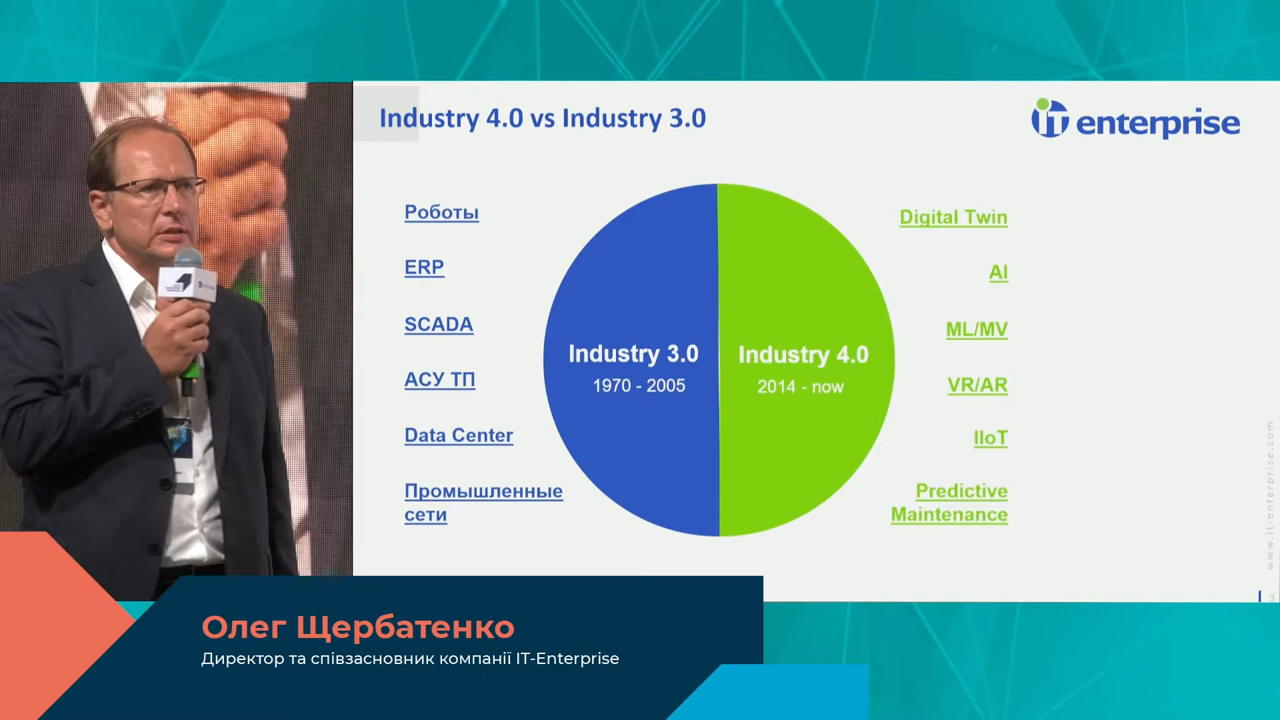 Industry 4.0 vs Industry 3.0
it enterprise
Роботы
ERP
SCADA
АСУ ТП
Data Center
Промышленные
сети
Industry 3.0
1970 - 2005
Industry 4.0
2014 - now
Digital Twin
AI
ML/MV
VR/AR
IIoT
Predictive
Maintenance
www.it-enterprise.com
3
Олег Щербатенко
Директор та співзасновник компанії IT-Enterprise